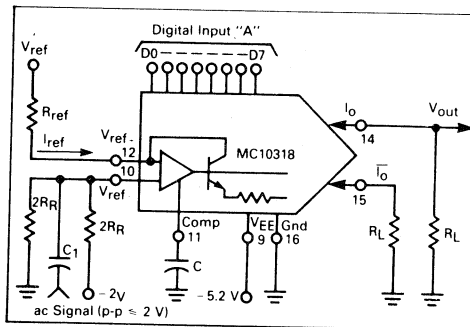 Digital Input "A"
D0 D7
Vref
Rref
Iref
Vref-
12
10
Vref
MC10318
Io
14
Vout
Io
15
2RR
C1
2RR
Comp
11
C
VEE
9
Gnd
16
RL
RL
-2V
-5.2 V
ac Signal (p-p ≤ 2 V)